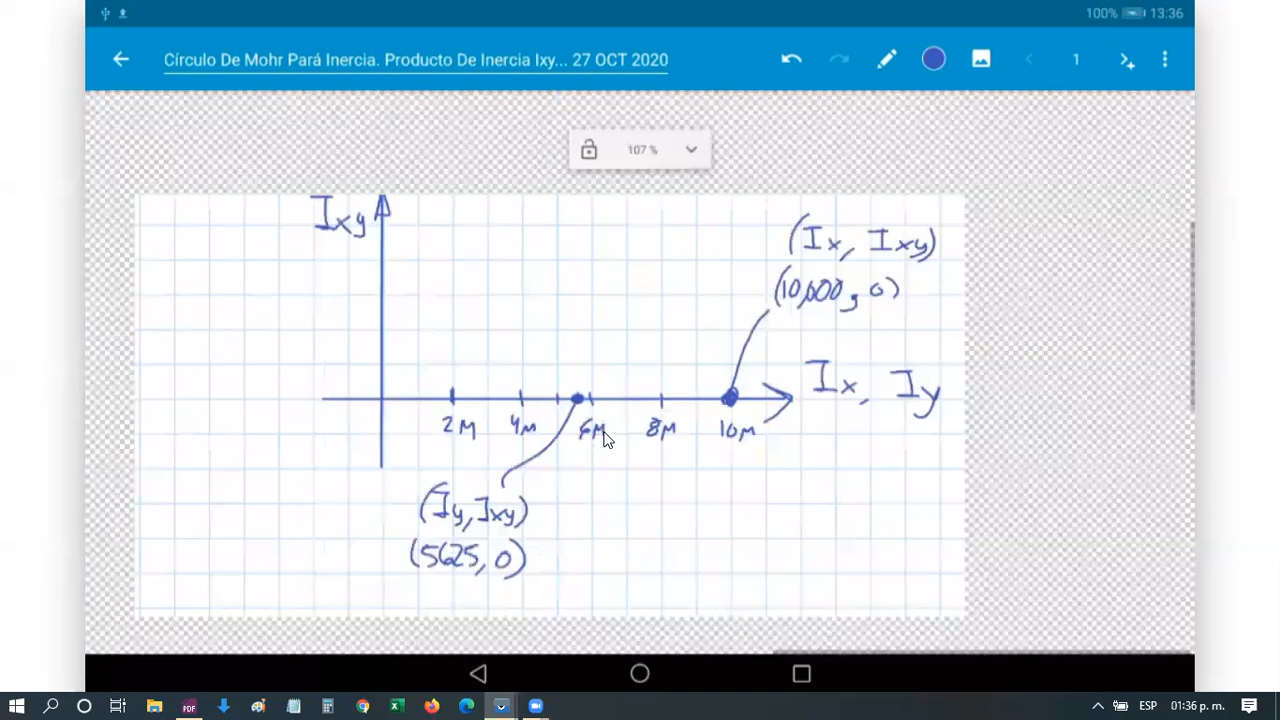 100% 13:36
Círculo De Mohr Pará Inercia. Producto De Inercia Ixy... 27 OCT 2020
1
107 %
Ixy
(Ix, Ixy)
(10,000, 0)
Ix, Iy
2M 4M 6M 8M 10M
(Iy, Ixy)
(5625, 0)
ESP 01:36 p. m.